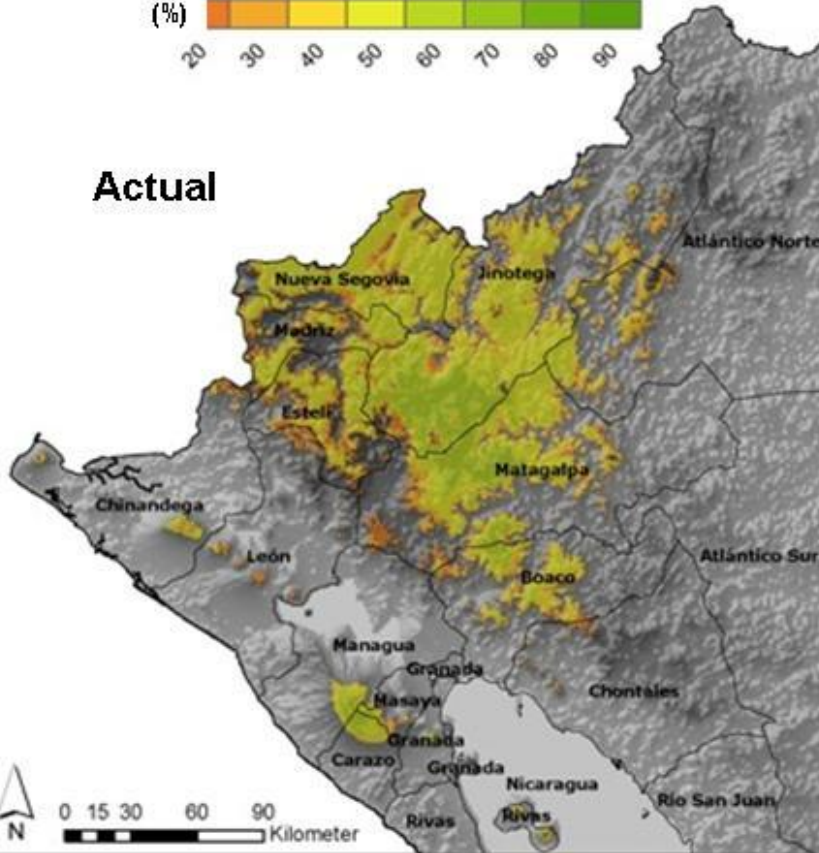 (%)
20 30 40 50 60 70 80 90
Actual
Atlántico Norte
Nueva Segovia
Jinotega
Madriz
Estelí
Matagalpa
Chinandega
León
Atlántico Sur
Boaco
Managua
Granada
Chontales
Masaya
Granada
Carazo
Granada
Nicaragua
Río San Juan
Rivas
Rivas
0 15 30 60 90
Kilometer
N